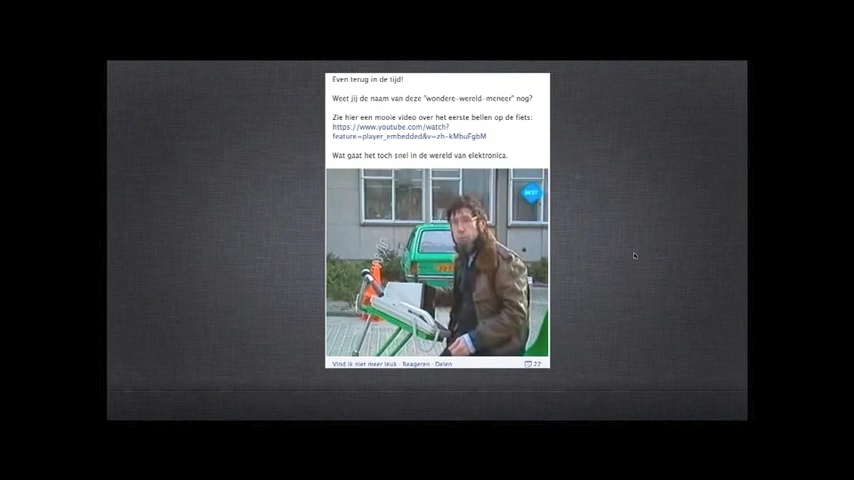 Even terug in de tijd!
Weet jij de naam van deze "wondere-wereld-meneer" nog?
Zie hier een mooie video over het eerste bellen op de fiets:
https://www.youtube.com/watch?
feature=player_embedded&v=zh-kMbuFgbM
Wat gaat het toch snel in de wereld van elektronica.
BEST
Vind ik niet meer leuk · Reageren · Delen
22